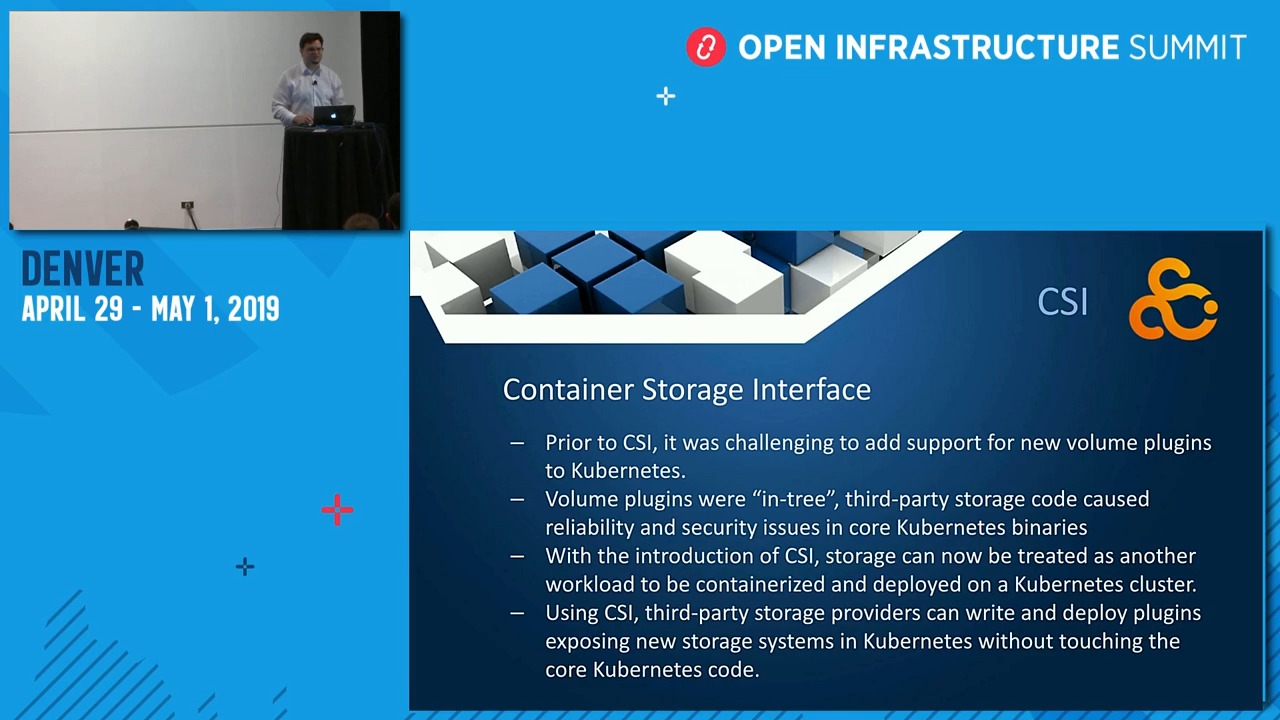 OPEN INFRASTRUCTURE SUMMIT
DENVER
APRIL 29 - MAY 1, 2019
CSI
Container Storage Interface
– Prior to CSI, it was challenging to add support for new volume plugins
to Kubernetes.
– Volume plugins were “in-tree”, third-party storage code caused
reliability and security issues in core Kubernetes binaries
– With the introduction of CSI, storage can now be treated as another
workload to be containerized and deployed on a Kubernetes cluster.
– Using CSI, third-party storage providers can write and deploy plugins
exposing new storage systems in Kubernetes without touching the
core Kubernetes code.